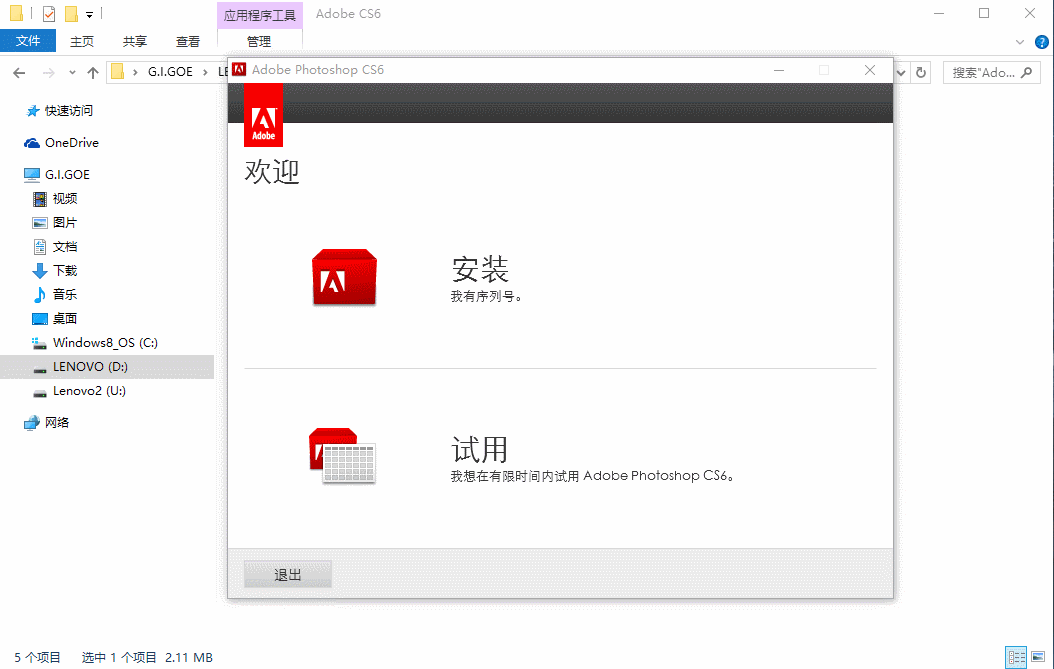 应用程序工具
Adobe CS6
文件
主页
共享
查看
管理
G.I.GOE
搜索"Ado...
快速访问
OneDrive
G.I.GOE
视频
图片
文档
下载
音乐
桌面
Windows8_OS (C:)
LENOVO (D:)
Lenovo2 (U:)
网络
Adobe Photoshop CS6
Adobe
欢迎
安装
我有序列号。
试用
我想在有限时间内试用 Adobe Photoshop CS6。
退出
5 个项目
选中 1 个项目 2.11 MB